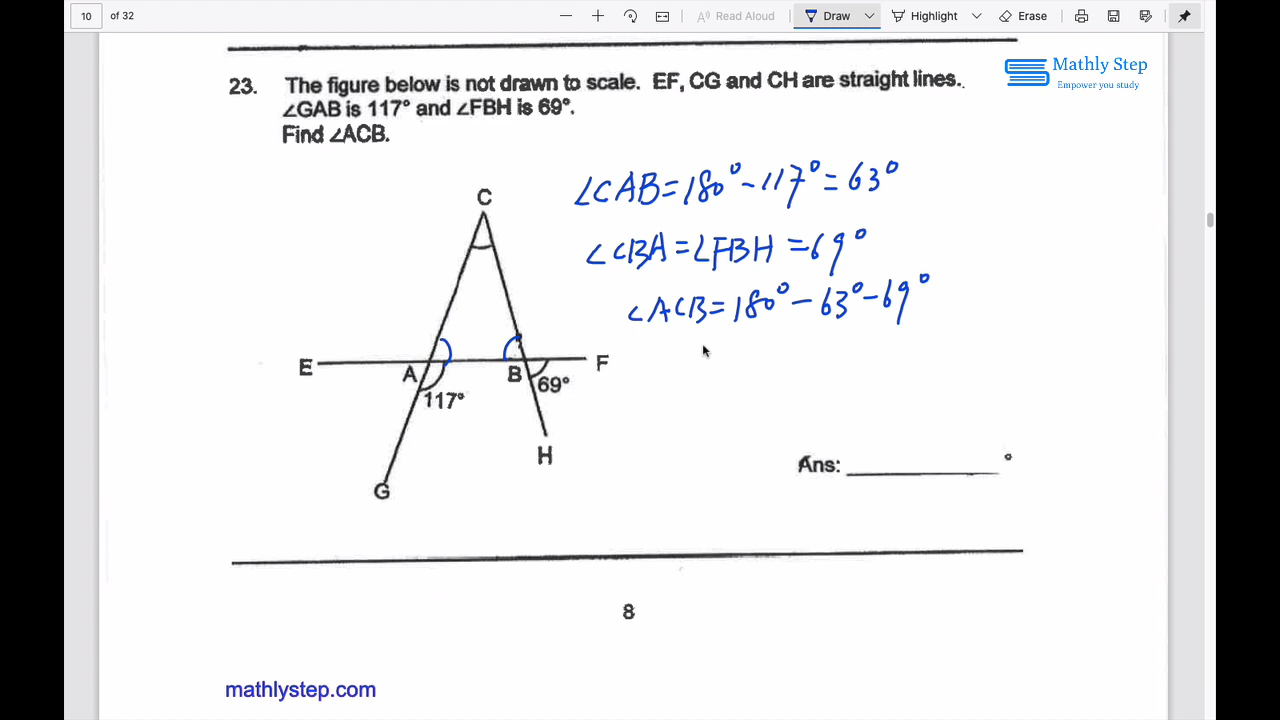 10 of 32 Read Aloud Draw Highlight Erase
Mathly Step
Empower you study
23. The figure below is not drawn to scale. EF, CG and CH are straight lines.
∠GAB is 117° and ∠FBH is 69°.
Find ∠ACB.
∠CAB=180°-117°=63°
C
∠CBA=∠FBH=69°
∠ACB=180°-63°-69°
E A B F
117° 69°
H
Ans: °
G
8
mathlystep.com